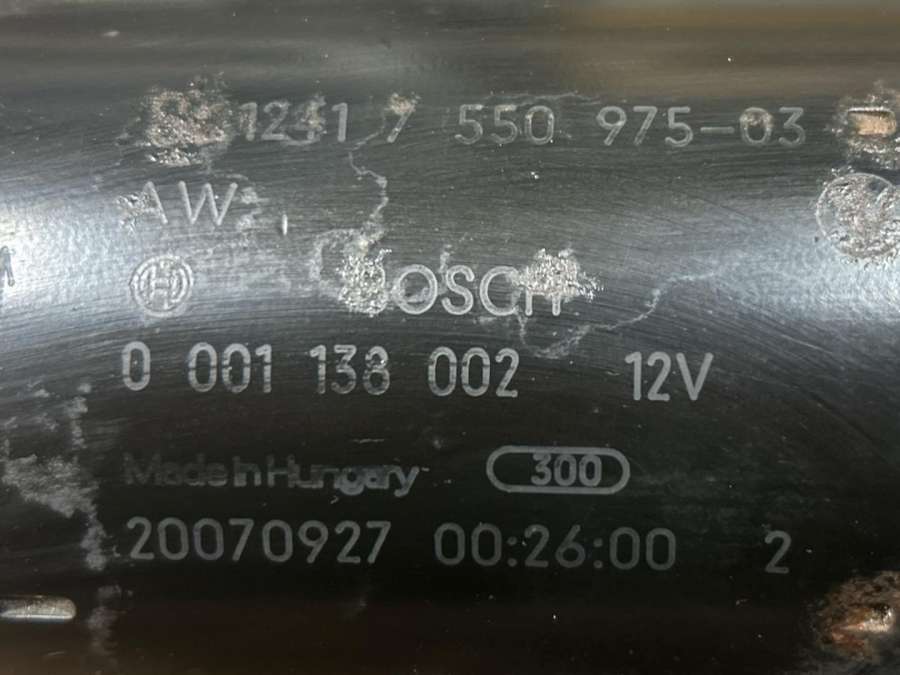 1241 7 550 975-03
AW
BOSCH
0 001 138 002 12V
Made in Hungary 300
20070927 00:26:00 2